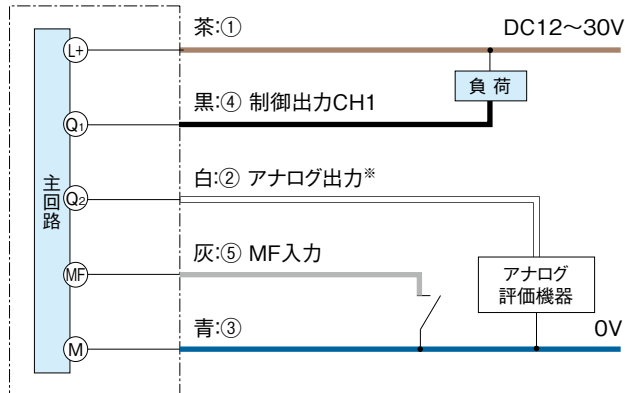 茶:① DC12～30V
L+
負 荷
黒:④ 制御出力CH1
Q1
白:② アナログ出力※
主回路
Q2
灰:⑤ MF入力
MF
アナログ
評価機器
青:③ 0V
M